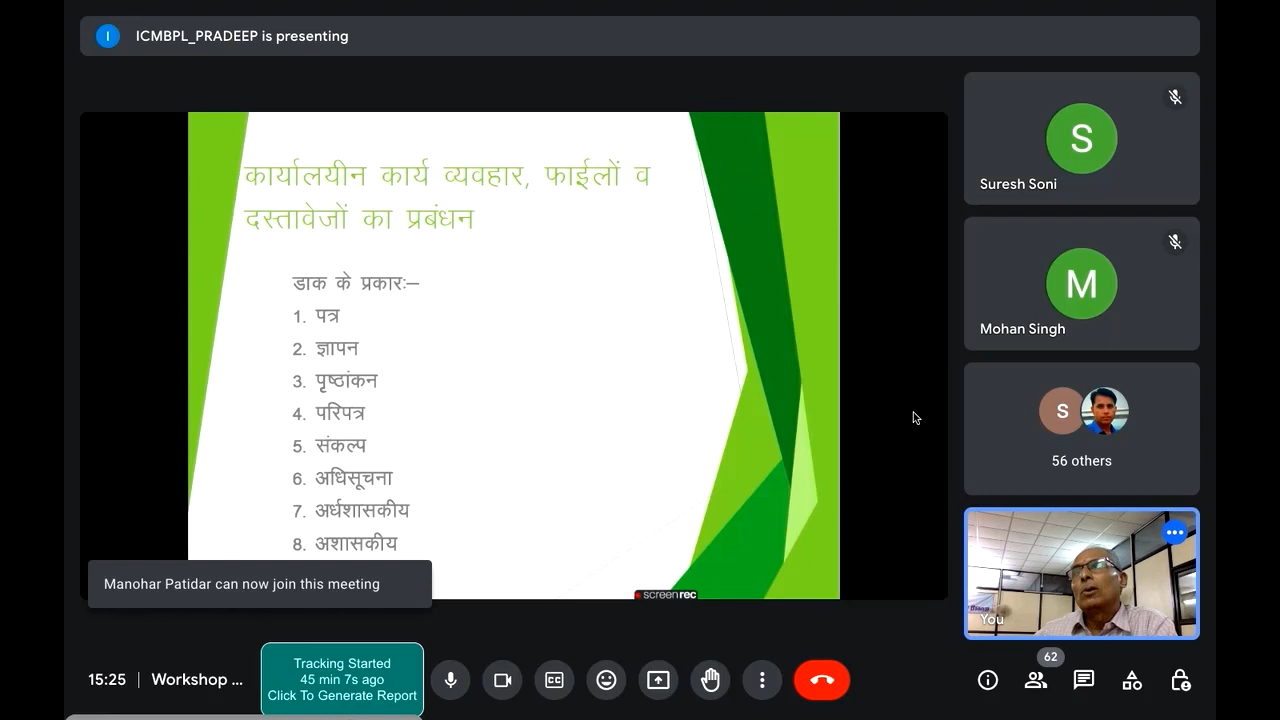 I
ICMBPL_PRADEEP is presenting
कार्यालयीन कार्य व्यवहार, फाईलों व
दस्तावेजों का प्रबंधन
डाक के प्रकारः–
1. पत्र
2. ज्ञापन
3. पृष्ठांकन
4. परिपत्र
5. संकल्प
6. अधिसूचना
7. अर्धशासकीय
8. अशासकीय
screenrec
S
Suresh Soni
M
Mohan Singh
S
56 others
You
Manohar Patidar can now join this meeting
15:25 | Workshop ...
Tracking Started
45 min 7s ago
Click To Generate Report
62